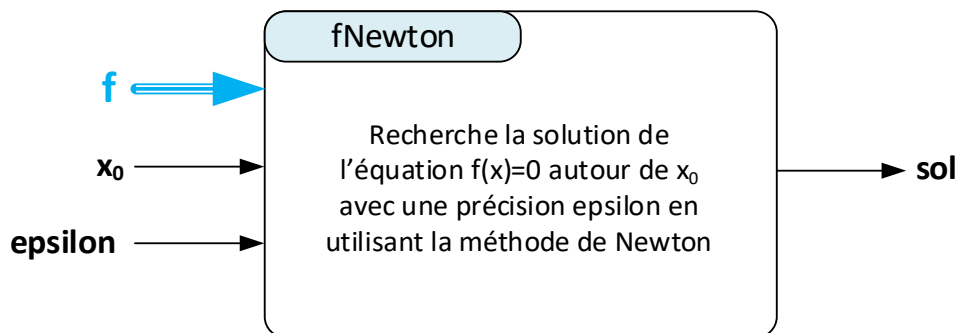 fNewton
f
x₀
epsilon
Recherche la solution de
l’équation f(x)=0 autour de x₀
avec une précision epsilon en
utilisant la méthode de Newton
sol